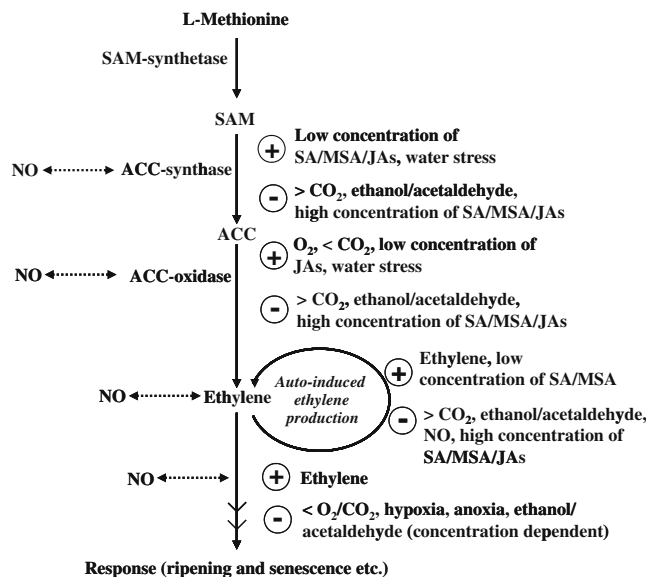 L-Methionine
SAM-synthetase
SAM
+ Low concentration of
SA/MSA/JAs, water stress
NO ACC-synthase
- > CO₂, ethanol/acetaldehyde,
high concentration of SA/MSA/JAs
ACC
+ O₂, < CO₂, low concentration of
JAs, water stress
NO ACC-oxidase
- > CO₂, ethanol/acetaldehyde,
high concentration of SA/MSA/JAs
+ Ethylene, low
concentration of SA/MSA
NO Ethylene
Auto-induced
ethylene
production
- > CO₂, ethanol/acetaldehyde,
NO, high concentration of
SA/MSA/JAs
NO
+ Ethylene
- < O₂/CO₂, hypoxia, anoxia, ethanol/
acetaldehyde (concentration dependent)
Response (ripening and senescence etc.)